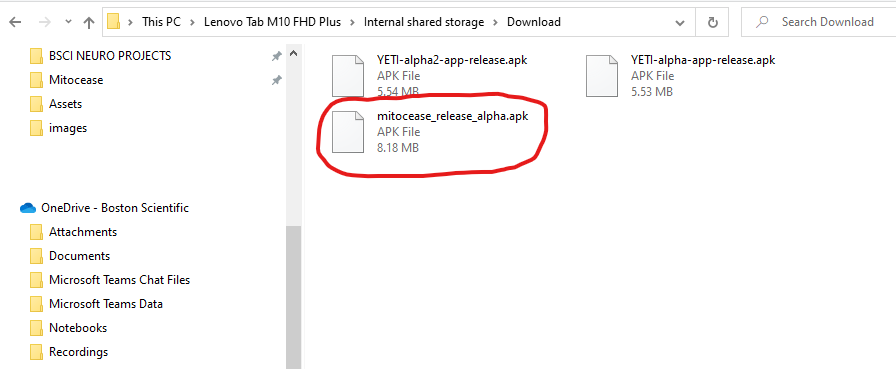 This PC > Lenovo Tab M10 FHD Plus > Internal shared storage > Download
Search Download
BSCI NEURO PROJECTS
Mitocease
Assets
images
OneDrive - Boston Scientific
Attachments
Documents
Microsoft Teams Chat Files
Microsoft Teams Data
Notebooks
Recordings
YETI-alpha2-app-release.apk
APK File
5.54 MB
YETI-alpha-app-release.apk
APK File
5.53 MB
mitocease_release_alpha.apk
APK File
8.18 MB